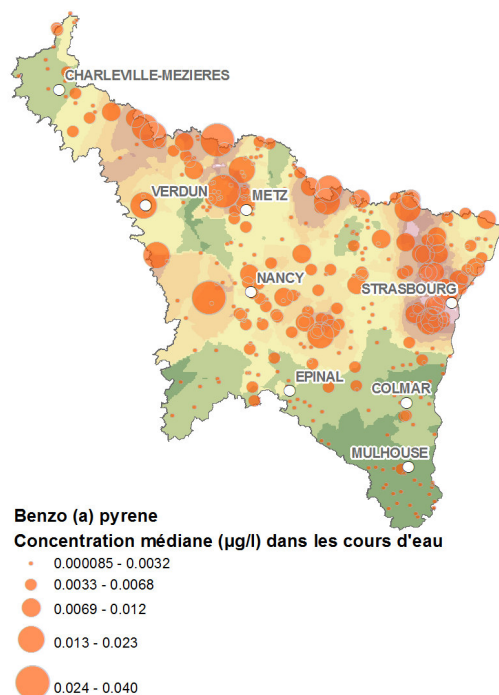 CHARLEVILLE-MEZIERES
VERDUN
METZ
NANCY
STRASBOURG
EPINAL
COLMAR
MULHOUSE
Benzo (a) pyrene
Concentration médiane (µg/l) dans les cours d'eau
0.000085 - 0.0032
0.0033 - 0.0068
0.0069 - 0.012
0.013 - 0.023
0.024 - 0.040